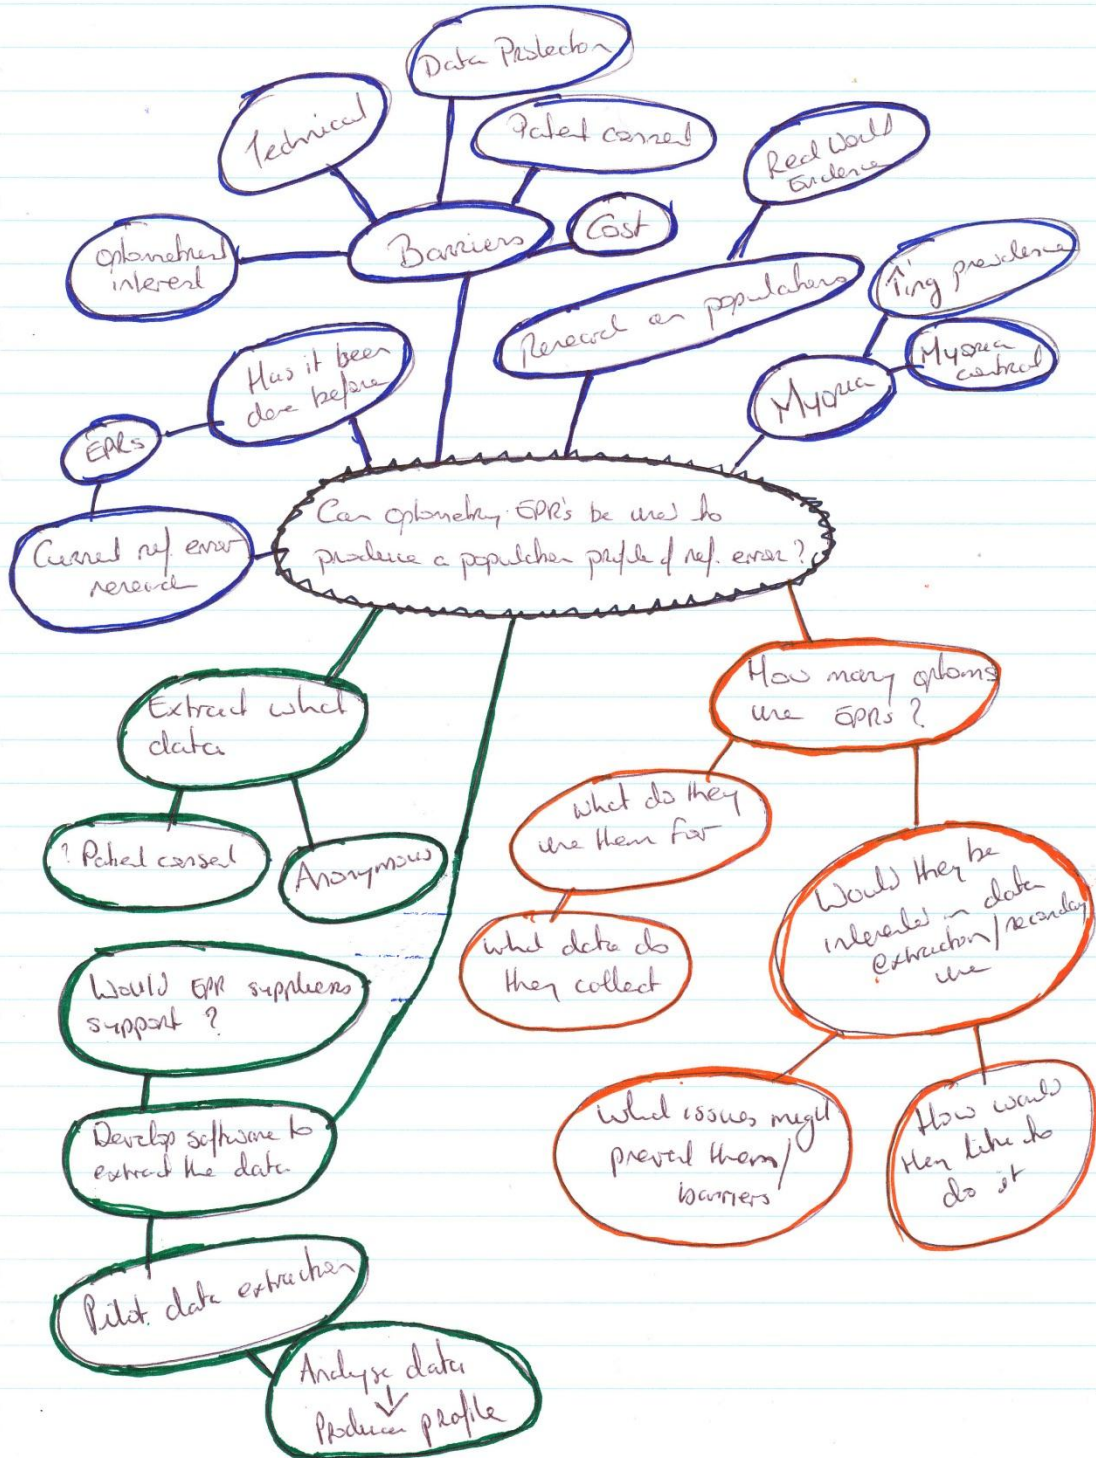 Data Protection
Technical
Patient consent
Real World
Evidence
Optometrist
interest
Barriers
Cost
Research on populations
↑ing prevalence
Myopia
control
Myopia
Has it been
done before
EPRs
Current ref. error
research
Can optometry EPR's be used to
produce a population profile of ref. error?
Extract what
data
? Patient consent
Anonymous
How many optoms
use EPRs?
What do they
use them for
What data do
they collect
Would they be
interested in data
extraction/secondary
use
Would EPR suppliers
support ?
Develop software to
extract the data
What issues might
prevent them/
barriers
How would
they like to
do it
Pilot data extraction
Analyse data
↓
Produce profile